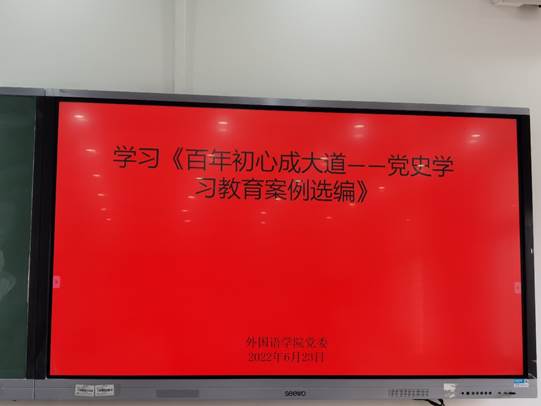 学习《百年初心成大道——党史学
习教育案例选编》
外国语学院党委
2022年6月23日
seewo